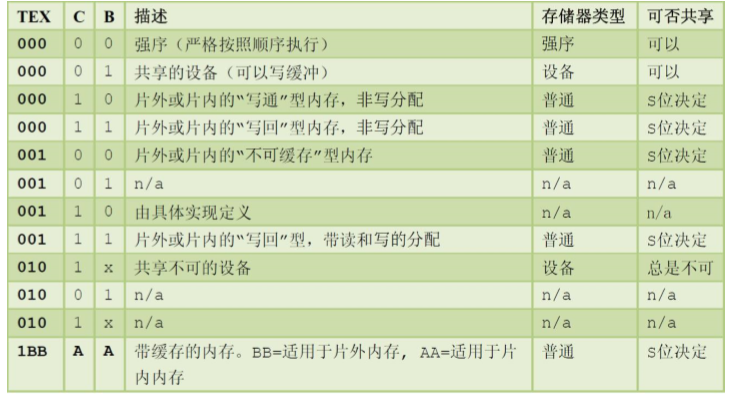 TEX C B 描述 存储器类型 可否共享
000 0 0 强序（严格按照顺序执行） 强序 可以
000 0 1 共享的设备（可以写缓冲） 设备 可以
000 1 0 片外或片内的“写通”型内存，非写分配 普通 S位决定
000 1 1 片外或片内的“写回”型内存，非写分配 普通 S位决定
001 0 0 片外或片内的“不可缓存”型内存 普通 S位决定
001 0 1 n/a n/a n/a
001 1 0 由具体实现定义 n/a n/a
001 1 1 片外或片内的“写回”型，带读和写的分配 普通 S位决定
010 1 x 共享不可的设备 设备 总是不可
010 0 1 n/a n/a n/a
010 1 x n/a n/a n/a
1BB A A 带缓存的内存。BB=适用于片外内存, AA=适用于片 普通 S位决定
内内存